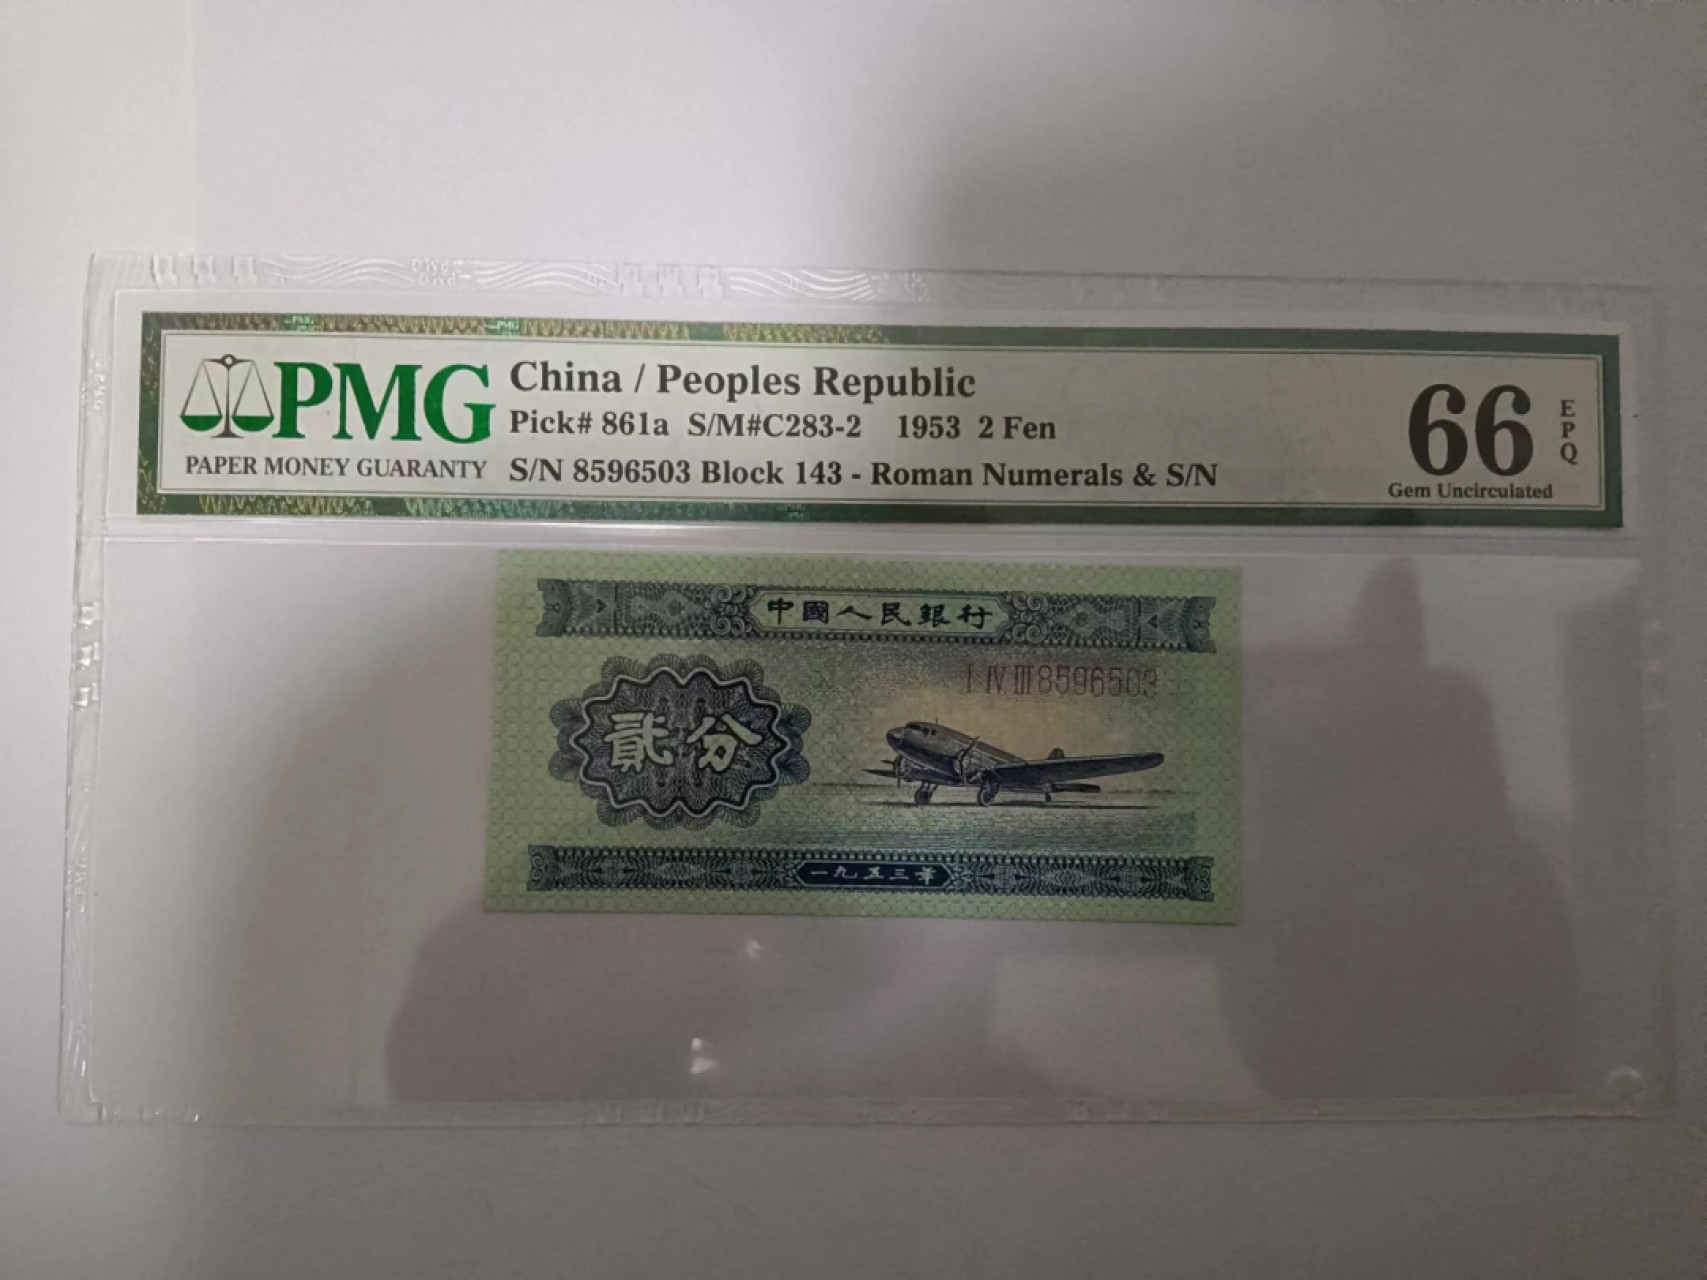 PMG
PAPER MONEY GUARANTY
China / Peoples Republic
Pick# 861a S/M#C283-2 1953 2 Fen
S/N 8596503 Block 143 - Roman Numerals & S/N
66
EPQ
Gem Uncirculated
中國人民銀行
I IV III 8596503
貳分
一九五三年